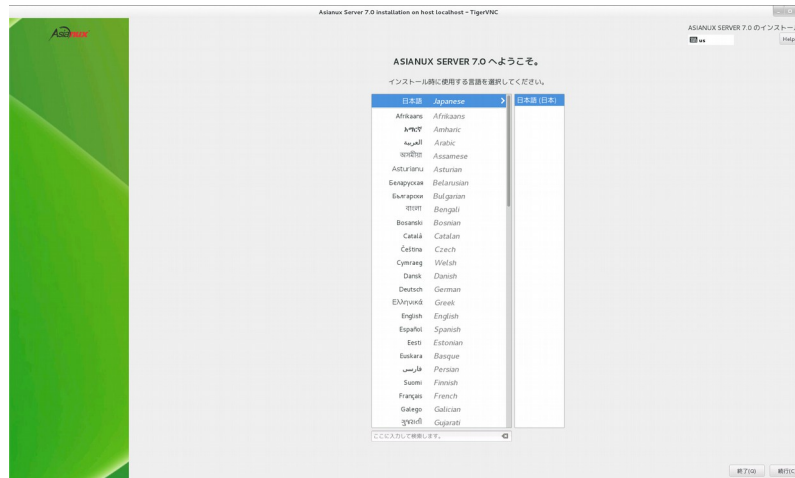 Asianux Server 7.0 installation on host localhost – TigerVNC
Asianux
ASIANUX SERVER 7.0 のインストー
us
Help
ASIANUX SERVER 7.0 へようこそ。
インストール時に使用する言語を選択してください。
日本語 Japanese
日本語 (日本)
Afrikaans Afrikaans
አማርኛ Amharic
العربية Arabic
অসমীয়া Assamese
Asturianu Asturian
Беларуская Belarusian
Български Bulgarian
বাংলা Bengali
Bosanski Bosnian
Català Catalan
Čeština Czech
Cymraeg Welsh
Dansk Danish
Deutsch German
Ελληνικά Greek
English English
Español Spanish
Eesti Estonian
Euskara Basque
فارسی Persian
Suomi Finnish
Français French
Galego Galician
ગુજરાતી Gujarati
ここに入力して検索します。
終了(Q)
続行(C